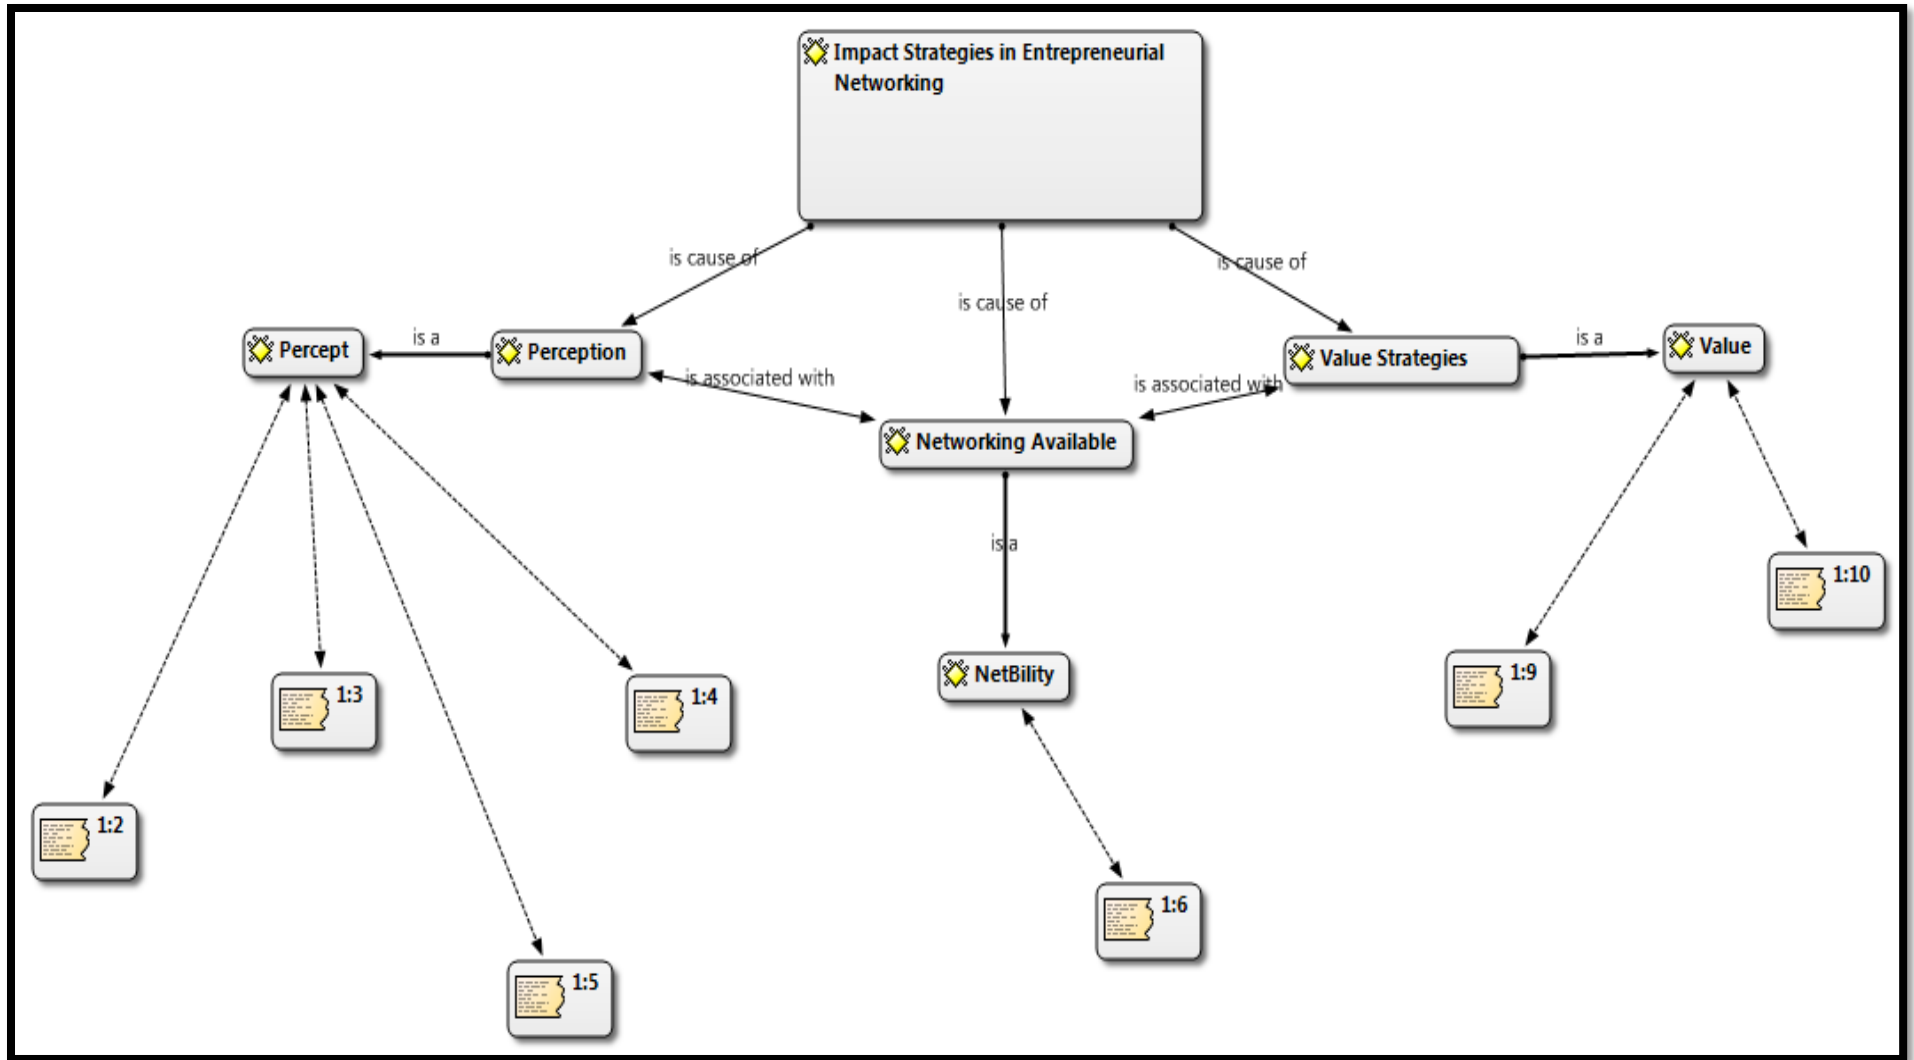 Impact Strategies in Entrepreneurial
Networking
is cause of
is cause of
is cause of
Percept
is a
Perception
is associated with
Networking Available
is associated with
Value Strategies
is a
Value
is a
NetBility
1:2
1:3
1:4
1:5
1:6
1:9
1:10